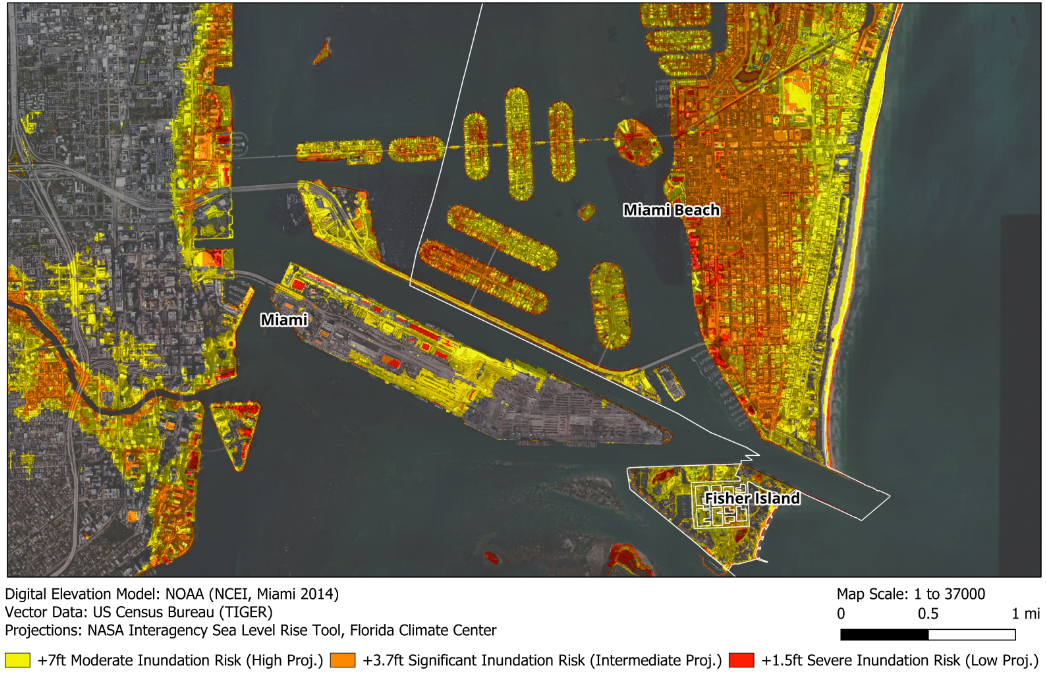 Miami Beach
Miami
Fisher Island
Digital Elevation Model: NOAA (NCEI, Miami 2014)
Vector Data: US Census Bureau (TIGER)
Projections: NASA Interagency Sea Level Rise Tool, Florida Climate Center
Map Scale: 1 to 37000
0 0.5 1 mi
+7ft Moderate Inundation Risk (High Proj.) +3.7ft Significant Inundation Risk (Intermediate Proj.) +1.5ft Severe Inundation Risk (Low Proj.)